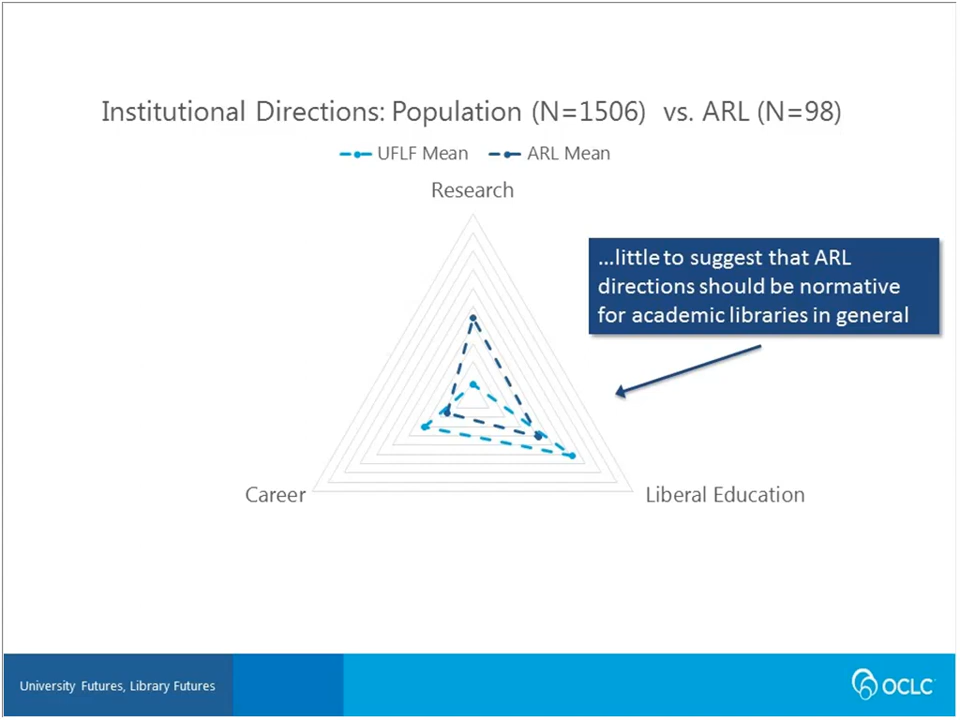 Institutional Directions: Population (N=1506) vs. ARL (N=98)
UFLF Mean ARL Mean
Research
...little to suggest that ARL
directions should be normative
for academic libraries in general
Career
Liberal Education
University Futures, Library Futures
OCLC